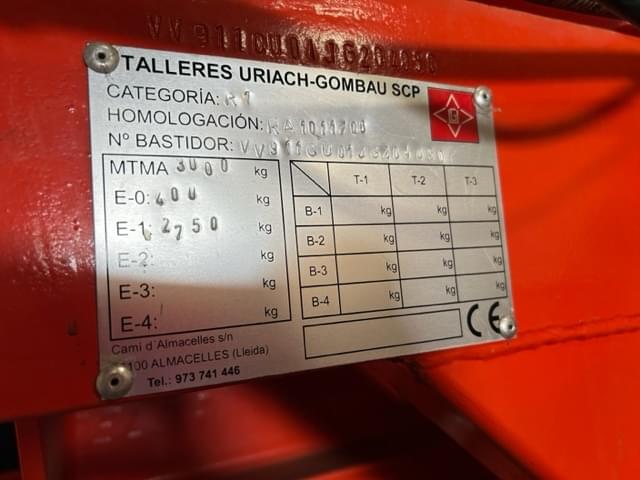 TALLERES URIACH-GOMBAU SCP
CATEGORÍA: R1
HOMOLOGACIÓN:
Nº BASTIDOR:
MTMA 3000 kg
E-0: 400 kg
E-1: 2750 kg
E-2: kg
E-3: kg
E-4: kg
T-1 T-2 T-3
B-1 kg kg kg
B-2 kg kg kg
B-3 kg kg kg
B-4 kg kg kg
CE
Cami d´Almacelles s/n
ALMACELLES (Lleida)
Tel.: 973 741 446